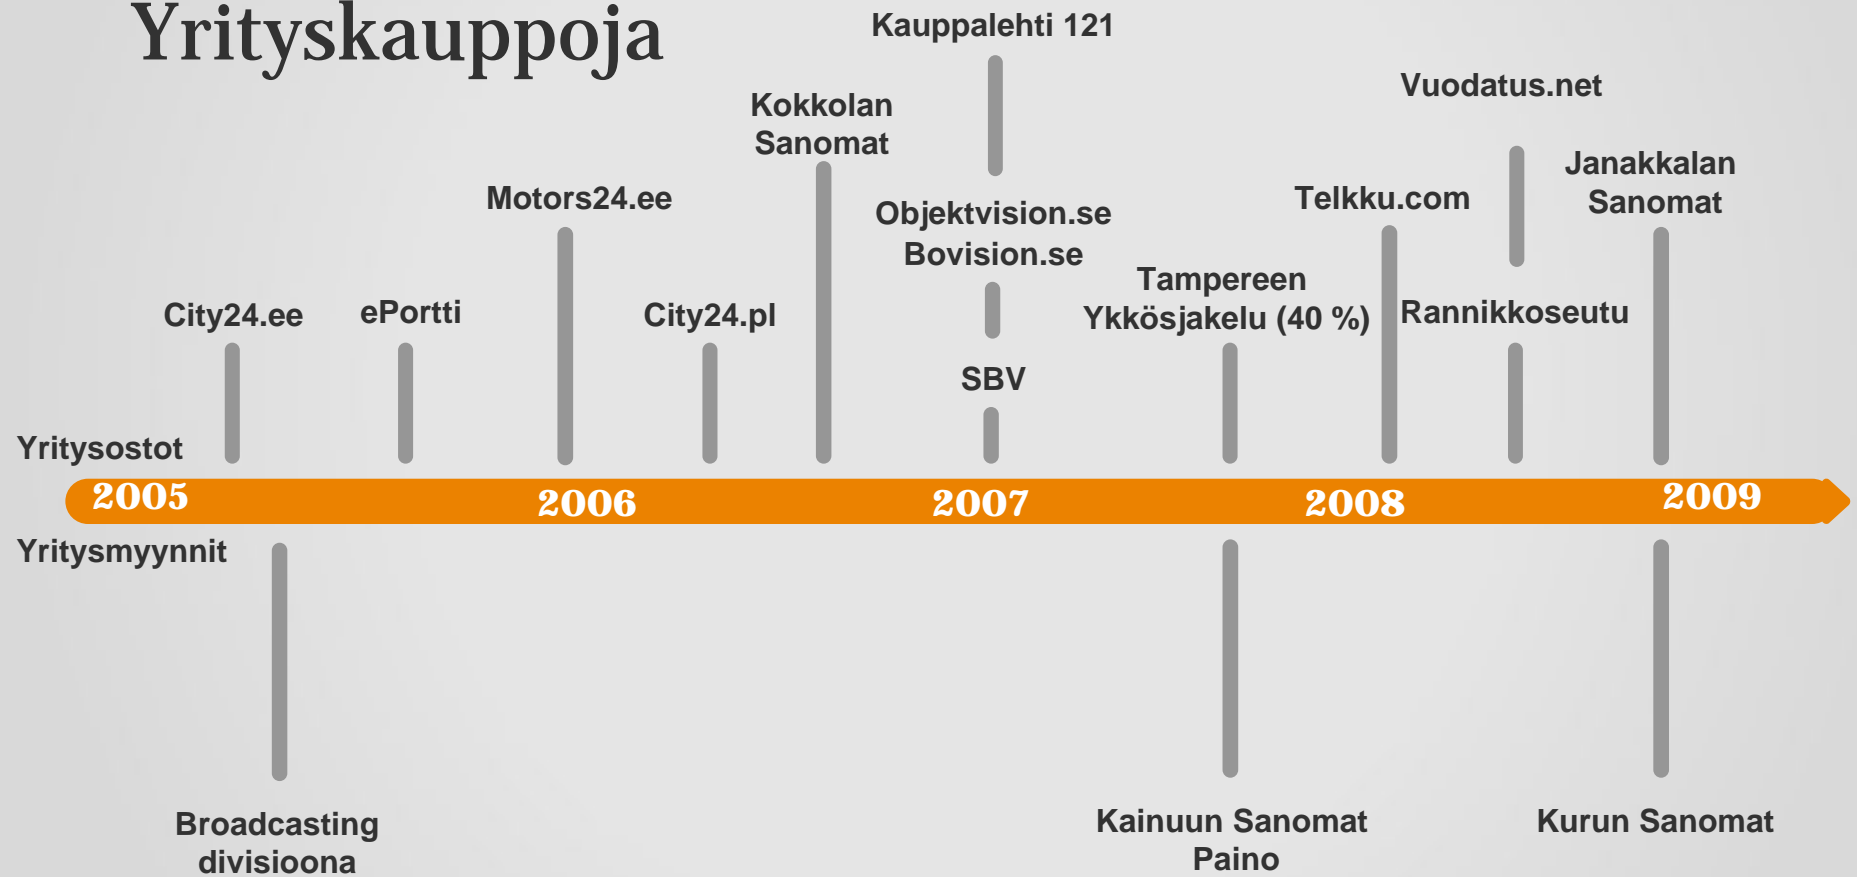 Yrityskauppoja
Kauppalehti 121
Vuodatus.net
Kokkolan
Sanomat
Janakkalan
Sanomat
Motors24.ee
Telkku.com
Objektvision.se
Bovision.se
Tampereen
Ykkösjakelu (40 %)
City24.ee
ePortti
City24.pl
Rannikkoseutu
SBV
Yritysostot
2005
2006
2007
2008
2009
Yritysmyynnit
Broadcasting
divisioona
Kainuun Sanomat
Paino
Kurun Sanomat